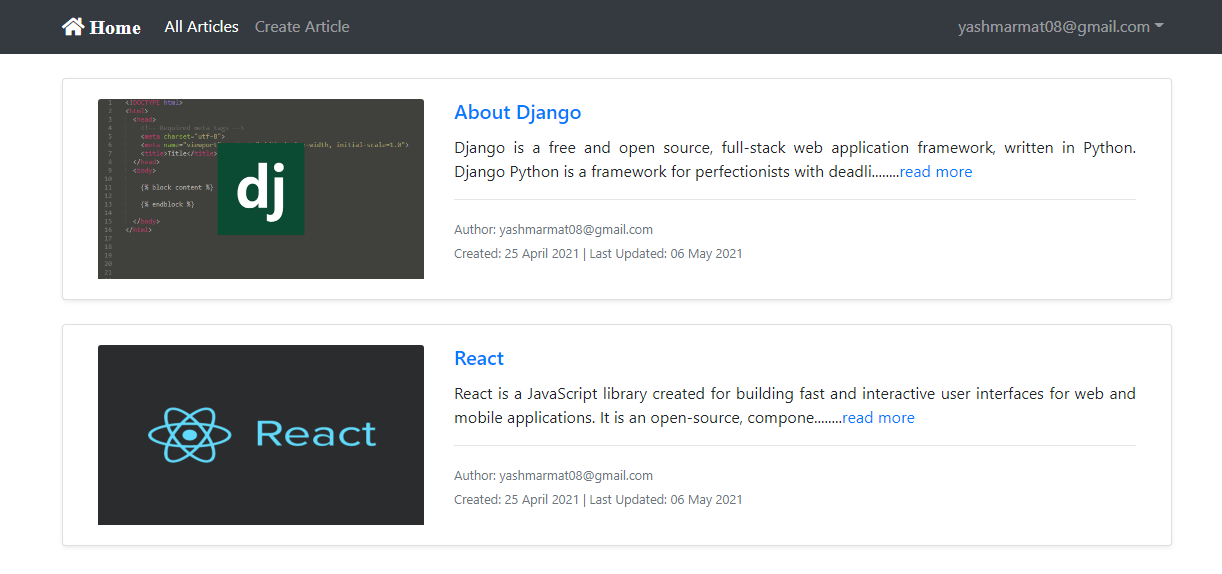 Home All Articles Create Article yashmarmat08@gmail.com
1 <!DOCTYPE html>
2 <html>
3 <head>
4 <!-- Required meta tags -->
5 <meta charset="utf-8">
6 <meta name="viewport" width, initial-scale=1.0">
7 <title>Title</title>
8 </head>
9 <body>
10
11 {% block content %}
12
13 {% endblock %}
14
15 </body>
16 </html>
17
18
19
20
21
dj
About Django
Django is a free and open source, full-stack web application framework, written in Python.
Django Python is a framework for perfectionists with deadli........read more
Author: yashmarmat08@gmail.com
Created: 25 April 2021 | Last Updated: 06 May 2021
React
React
React is a JavaScript library created for building fast and interactive user interfaces for web and
mobile applications. It is an open-source, compone........read more
Author: yashmarmat08@gmail.com
Created: 25 April 2021 | Last Updated: 06 May 2021